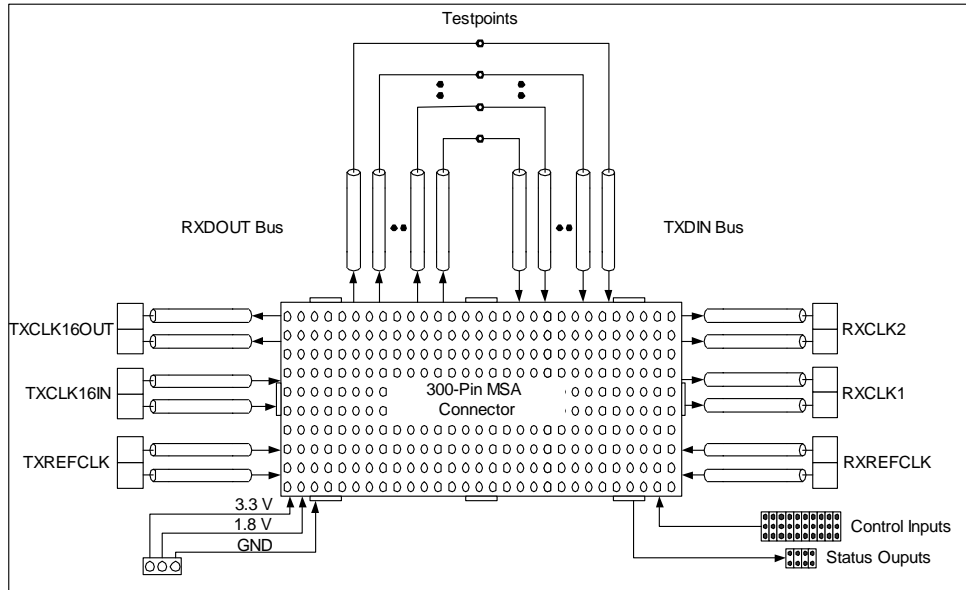 Testpoints
RXDOUT Bus
TXDIN Bus
TXCLK16OUT
RXCLK2
TXCLK16IN
300-Pin MSA
Connector
RXCLK1
TXREFCLK
RXREFCLK
3.3 V
1.8 V
GND
Control Inputs
Status Ouputs